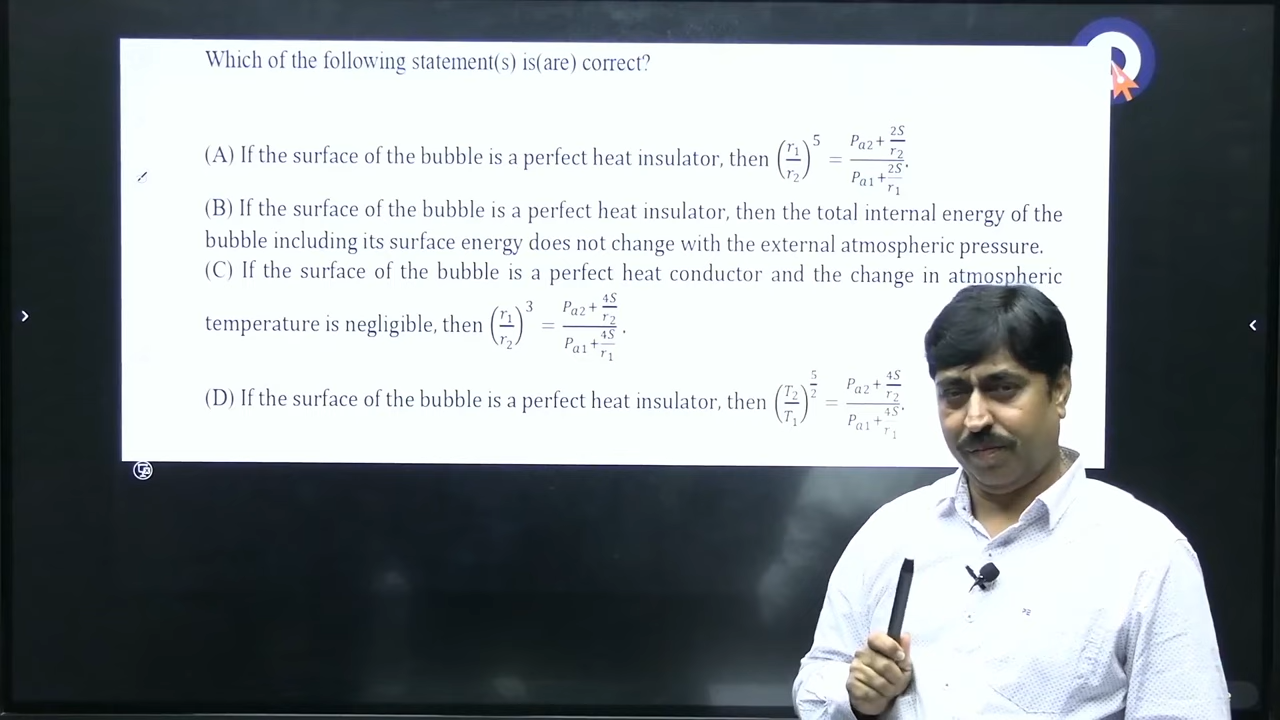 Which of the following statement(s) is(are) correct?
(A) If the surface of the bubble is a perfect heat insulator, then (r₁/r₂)⁵ = (Pₐ₂ + 2S/r₂)/(Pₐ₁ + 2S/r₁).
(B) If the surface of the bubble is a perfect heat insulator, then the total internal energy of the
bubble including its surface energy does not change with the external atmospheric pressure.
(C) If the surface of the bubble is a perfect heat conductor and the change in atmospheric
temperature is negligible, then (r₁/r₂)³ = (Pₐ₂ + 4S/r₂)/(Pₐ₁ + 4S/r₁).
(D) If the surface of the bubble is a perfect heat insulator, then (T₂/T₁)^(5/2) = (Pₐ₂ + 4S/r₂)/(Pₐ₁ + 4S/r₁).